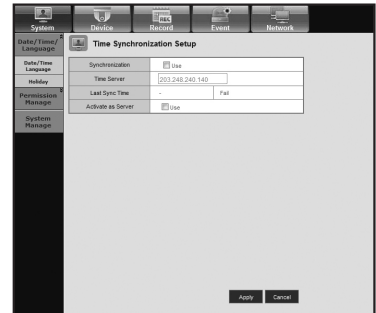 System Device Record Event Network
REC
Date/Time/
Language
Date/Time
Language
Holiday
Permission
Manage
System
Manage
Time Synchronization Setup
Synchronization Use
Time Server 203.248.240.140
Last Sync Time - Fail
Activate as Server Use
Apply Cancel